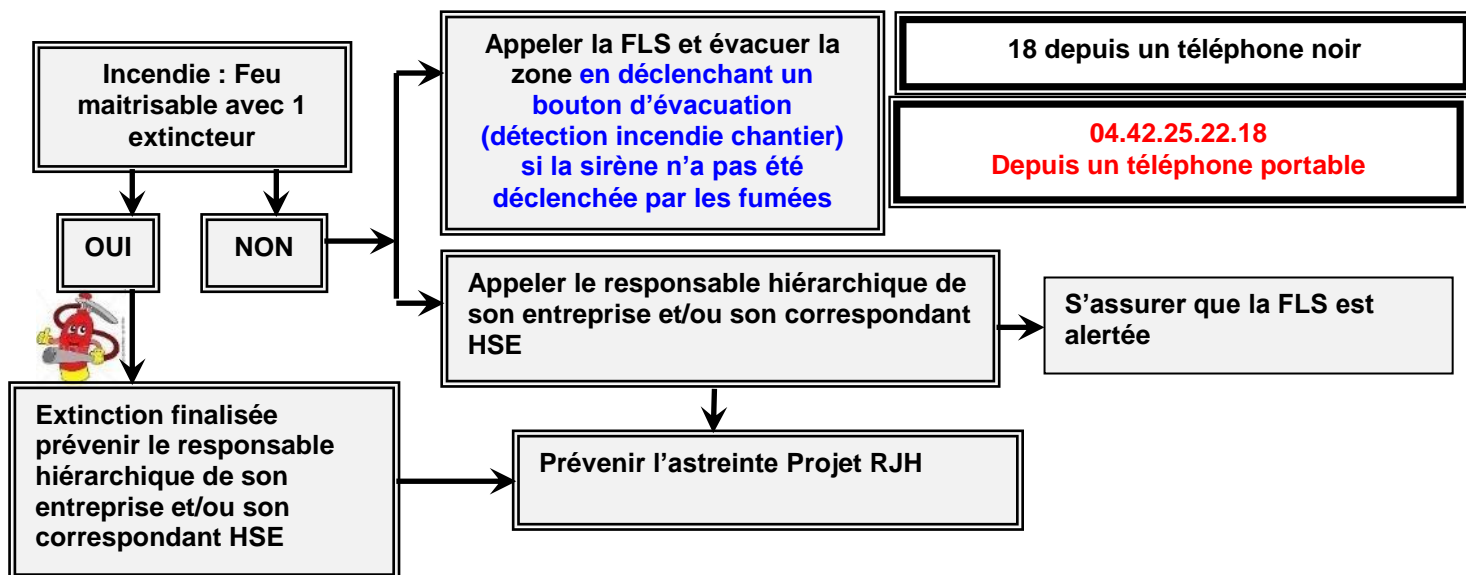 Incendie : Feu
maitrisable avec 1
extincteur
OUI
NON
Appeler la FLS et évacuer la
zone en déclenchant un
bouton d’évacuation
(détection incendie chantier)
si la sirène n’a pas été
déclenchée par les fumées
18 depuis un téléphone noir
04.42.25.22.18
Depuis un téléphone portable
Appeler le responsable hiérarchique de
son entreprise et/ou son correspondant
HSE
S’assurer que la FLS est
alertée
Extinction finalisée
prévenir le responsable
hiérarchique de son
entreprise et/ou son
correspondant HSE
Prévenir l’astreinte Projet RJH